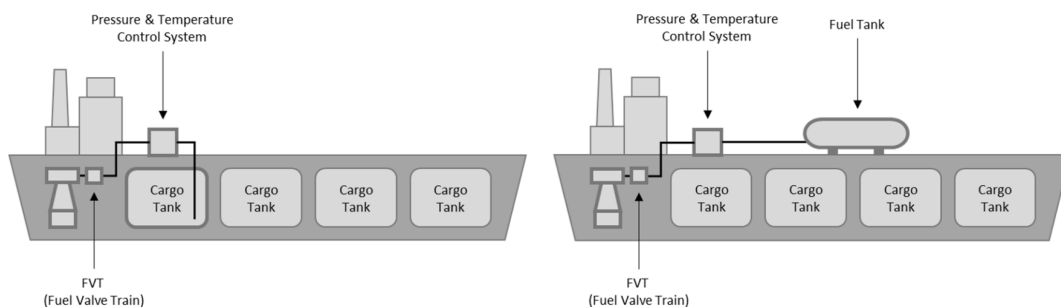 Pressure & Temperature
Control System
Cargo
Tank
Cargo
Tank
Cargo
Tank
Cargo
Tank
FVT
(Fuel Valve Train)
Pressure & Temperature
Control System
Fuel Tank
Cargo
Tank
Cargo
Tank
Cargo
Tank
Cargo
Tank
FVT
(Fuel Valve Train)